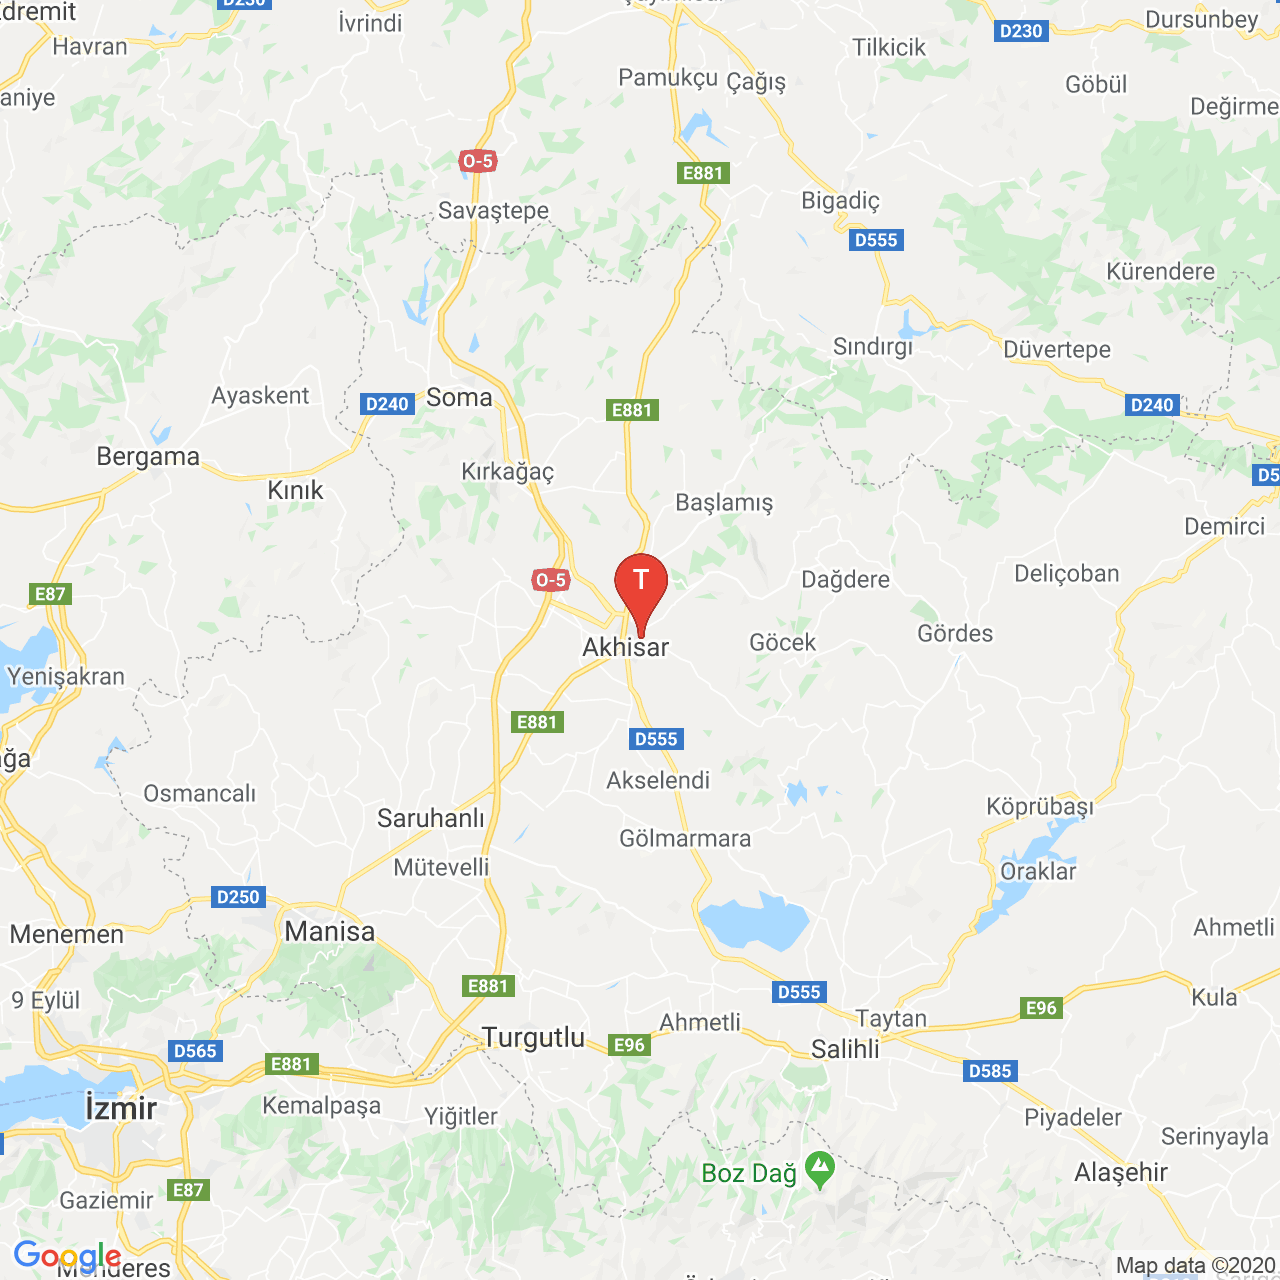 D230
Edremit
İvrindi
Dursunbey
D230
Havran
Tilkicik
Pamukçu
Çağış
Göbül
aniye
Değirme
O-5
E881
Bigadiç
Savaştepe
D555
Kürendere
Sındırgı
Düvertepe
Ayaskent
Soma
D240
E881
D240
Bergama
Kırkağaç
Kınık
D5
Başlamış
Demirci
Deliçoban
O-5
T
Dağdere
E87
Gördes
Göcek
Akhisar
Yenişakran
E881
D555
ağa
Akselendi
Osmancalı
Köprübaşı
Saruhanlı
Gölmarmara
Mütevelli
Oraklar
D250
Ahmetli
Menemen
Manisa
E881
D555
9 Eylül
Kula
E96
Taytan
Ahmetli
Turgutlu
E96
D565
Salihli
E881
D585
İzmir
Kemalpaşa
Yiğitler
Piyadeler
Serinyayla
Boz Dağ
Alaşehir
E87
Gaziemir
Google
Menderes
Map data ©2020